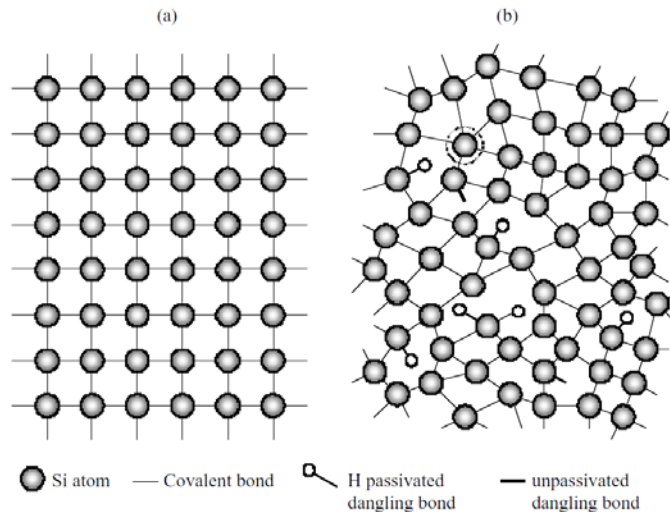 (a)
(b)
Si atom
Covalent bond
H passivated
dangling bond
unpassivated
dangling bond